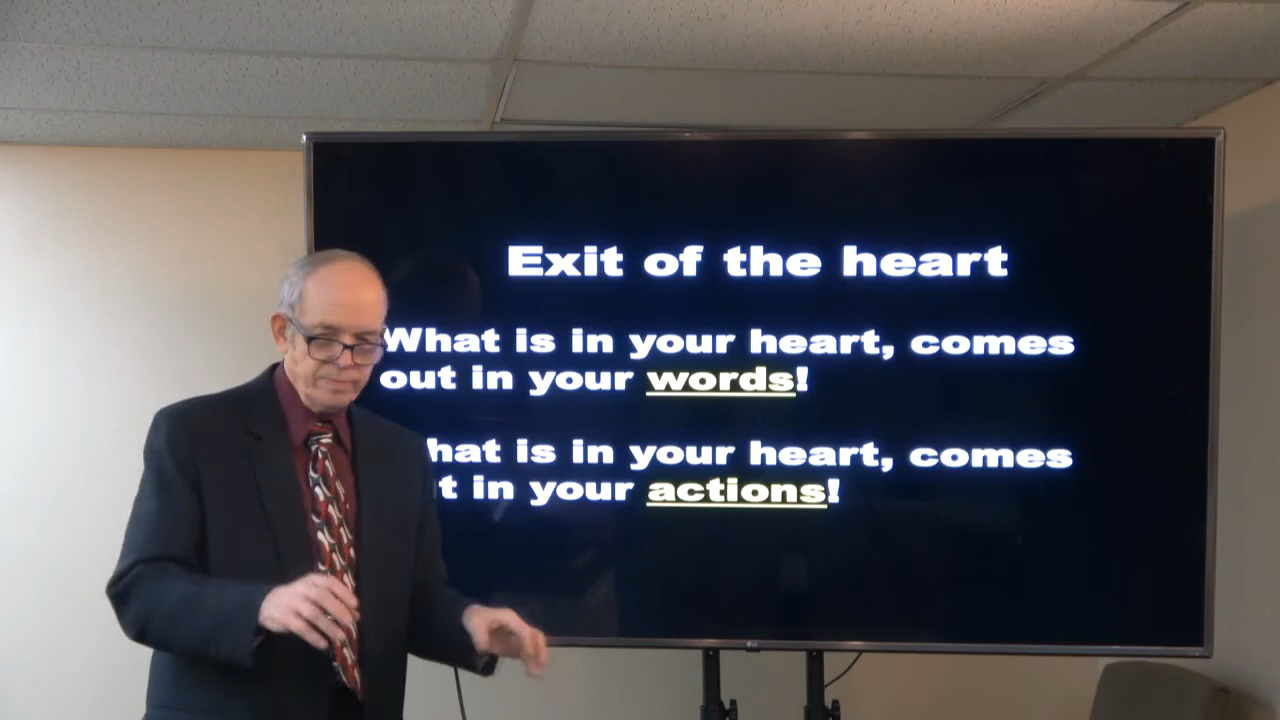 Exit of the heart
What is in your heart, comes
out in your words!
hat is in your heart, comes
t in your actions!